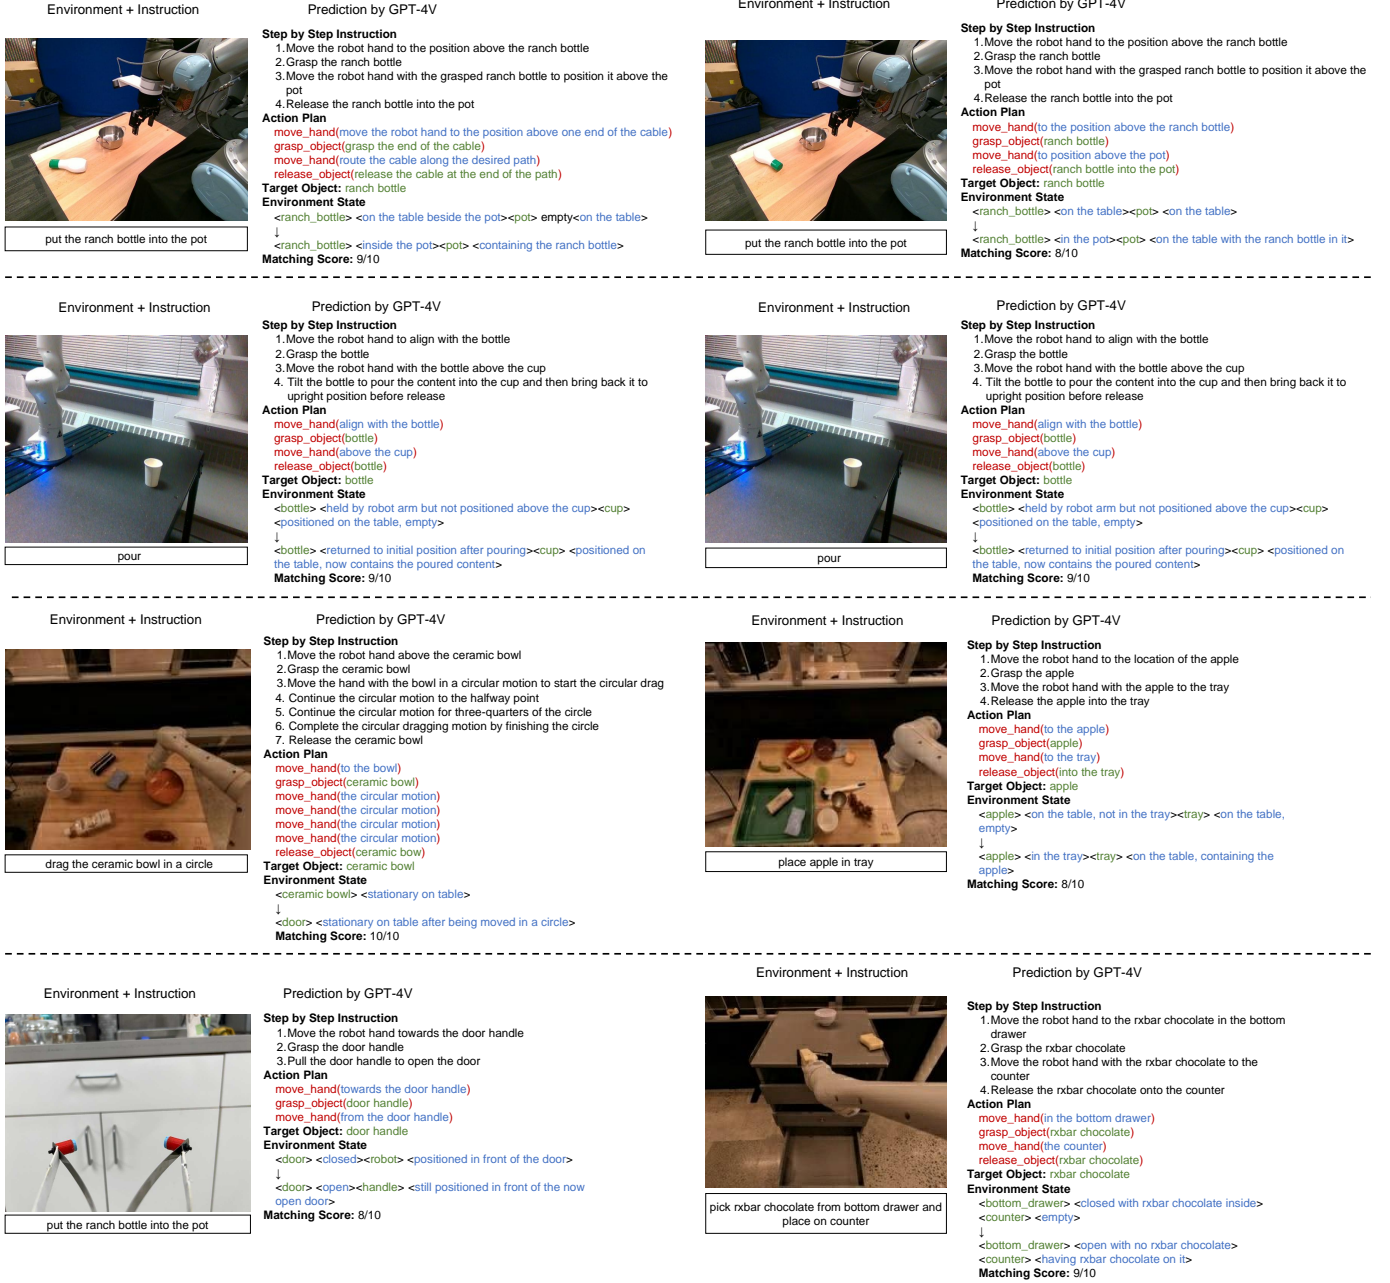 Environment + Instruction
Prediction by GPT-4V
Step by Step Instruction
1.Move the robot hand to the position above the ranch bottle
2.Grasp the ranch bottle
3.Move the robot hand with the grasped ranch bottle to position it above the
pot
4.Release the ranch bottle into the pot
Action Plan
move_hand(move the robot hand to the position above one end of the cable)
grasp_object(grasp the end of the cable)
move_hand(route the cable along the desired path)
release_object(release the cable at the end of the path)
Target Object: ranch bottle
Environment State
<ranch_bottle> <on the table beside the pot><pot> empty<on the table>
↓
<ranch_bottle> <inside the pot><pot> <containing the ranch bottle>
Matching Score: 9/10
put the ranch bottle into the pot
Environment + Instruction
Prediction by GPT-4V
Step by Step Instruction
1.Move the robot hand to the position above the ranch bottle
2.Grasp the ranch bottle
3.Move the robot hand with the grasped ranch bottle to position it above the
pot
4.Release the ranch bottle into the pot
Action Plan
move_hand(to the position above the ranch bottle)
grasp_object(ranch bottle)
move_hand(to position above the pot)
release_object(ranch bottle into the pot)
Target Object: ranch bottle
Environment State
<ranch_bottle> <on the table><pot> <on the table>
↓
<ranch_bottle> <in the pot><pot> <on the table with the ranch bottle in it>
Matching Score: 8/10
put the ranch bottle into the pot
Environment + Instruction
Prediction by GPT-4V
Step by Step Instruction
1.Move the robot hand to align with the bottle
2.Grasp the bottle
3.Move the robot hand with the bottle above the cup
4. Tilt the bottle to pour the content into the cup and then bring back it to
upright position before release
Action Plan
move_hand(align with the bottle)
grasp_object(bottle)
move_hand(above the cup)
release_object(bottle)
Target Object: bottle
Environment State
<bottle> <held by robot arm but not positioned above the cup><cup>
<positioned on the table, empty>
↓
<bottle> <returned to initial position after pouring><cup> <positioned on
the table, now contains the poured content>
Matching Score: 9/10
pour
Environment + Instruction
Prediction by GPT-4V
Step by Step Instruction
1.Move the robot hand to align with the bottle
2.Grasp the bottle
3.Move the robot hand with the bottle above the cup
4. Tilt the bottle to pour the content into the cup and then bring back it to
upright position before release
Action Plan
move_hand(align with the bottle)
grasp_object(bottle)
move_hand(above the cup)
release_object(bottle)
Target Object: bottle
Environment State
<bottle> <held by robot arm but not positioned above the cup><cup>
<positioned on the table, empty>
↓
<bottle> <returned to initial position after pouring><cup> <positioned on
the table, now contains the poured content>
Matching Score: 9/10
pour
Environment + Instruction
Prediction by GPT-4V
Step by Step Instruction
1.Move the robot hand above the ceramic bowl
2.Grasp the ceramic bowl
3.Move the hand with the bowl in a circular motion to start the circular drag
4. Continue the circular motion to the halfway point
5. Continue the circular motion for three-quarters of the circle
6. Complete the circular dragging motion by finishing the circle
7. Release the ceramic bowl
Action Plan
move_hand(to the bowl)
grasp_object(ceramic bowl)
move_hand(the circular motion)
move_hand(the circular motion)
move_hand(the circular motion)
move_hand(the circular motion)
release_object(ceramic bow)
Target Object: ceramic bowl
Environment State
<ceramic bowl> <stationary on table>
↓
<door> <stationary on table after being moved in a circle>
Matching Score: 10/10
drag the ceramic bowl in a circle
Environment + Instruction
Prediction by GPT-4V
Step by Step Instruction
1.Move the robot hand to the location of the apple
2.Grasp the apple
3.Move the robot hand with the apple to the tray
4.Release the apple into the tray
Action Plan
move_hand(to the apple)
grasp_object(apple)
move_hand(to the tray)
release_object(into the tray)
Target Object: apple
Environment State
<apple> <on the table, not in the tray><tray> <on the table,
empty>
↓
<apple> <in the tray><tray> <on the table, containing the
apple>
Matching Score: 8/10
place apple in tray
Environment + Instruction
Prediction by GPT-4V
Step by Step Instruction
1.Move the robot hand towards the door handle
2.Grasp the door handle
3.Pull the door handle to open the door
Action Plan
move_hand(towards the door handle)
grasp_object(door handle)
move_hand(from the door handle)
Target Object: door handle
Environment State
<door> <closed><robot> <positioned in front of the door>
↓
<door> <open><handle> <still positioned in front of the now
open door>
Matching Score: 8/10
put the ranch bottle into the pot
Environment + Instruction
Prediction by GPT-4V
Step by Step Instruction
1.Move the robot hand to the rxbar chocolate in the bottom
drawer
2.Grasp the rxbar chocolate
3.Move the robot hand with the rxbar chocolate to the
counter
4.Release the rxbar chocolate onto the counter
Action Plan
move_hand(in the bottom drawer)
grasp_object(rxbar chocolate)
move_hand(the counter)
release_object(rxbar chocolate)
Target Object: rxbar chocolate
Environment State
<bottom_drawer> <closed with rxbar chocolate inside>
<counter> <empty>
↓
<bottom_drawer> <open with no rxbar chocolate>
<counter> <having rxbar chocolate on it>
Matching Score: 9/10
pick rxbar chocolate from bottom drawer and
place on counter